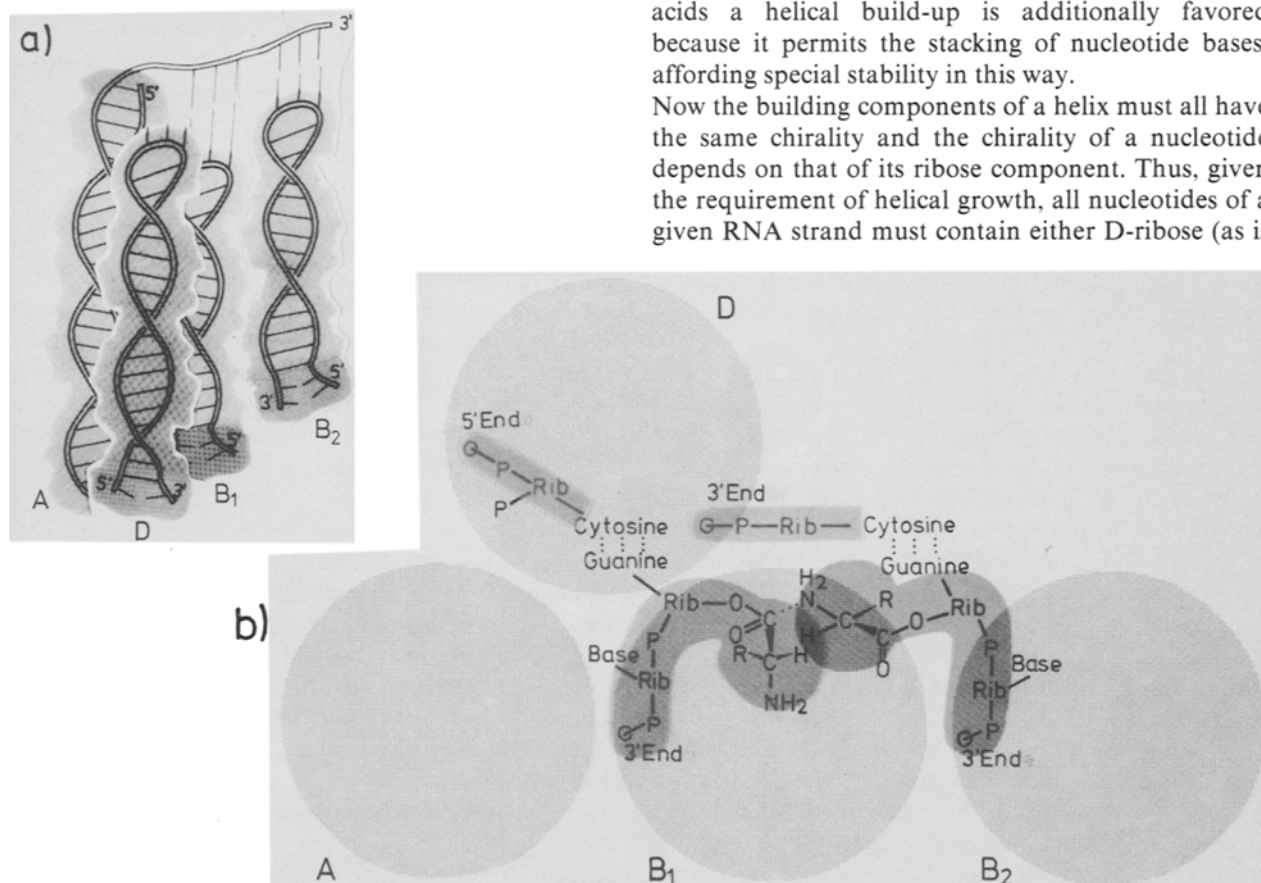 a)
3'
5'
acids a helical build-up is additionally favored
because it permits the stacking of nucleotide bases
affording special stability in this way.
Now the building components of a helix must all have
the same chirality and the chirality of a nucleotide
depends on that of its ribose component. Thus, given
the requirement of helical growth, all nucleotides of a
given RNA strand must contain either D-ribose (as is
3' 5'
B2
5'
B1
5' 3'
A
D
b)
D
5'End
P
Rib
P
Cytosine
Guanine
3'End
P—Rib
Cytosine
Guanine
Rib—O
C
O
P
Base
Rib
P
3'End
R
C
H
NH2
H2
N
R
H
C
C
O
O
Rib
P
Base
Rib
P
3'End
A
B1
B2